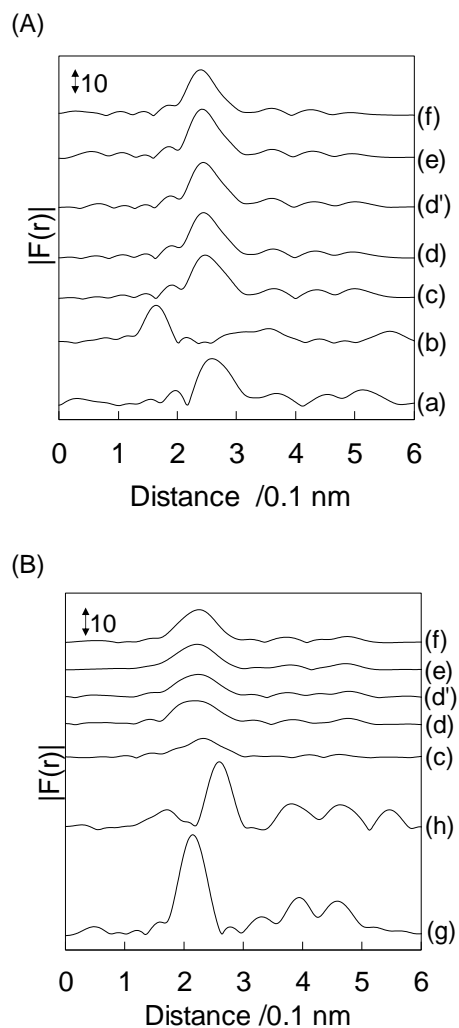 (A)
10
(f)
(e)
(d')
(d)
(c)
(b)
(a)
|F(r)|
0 1 2 3 4 5 6
Distance /0.1 nm
(B)
10
(f)
(e)
(d')
(d)
(c)
(h)
(g)
|F(r)|
0 1 2 3 4 5 6
Distance /0.1 nm